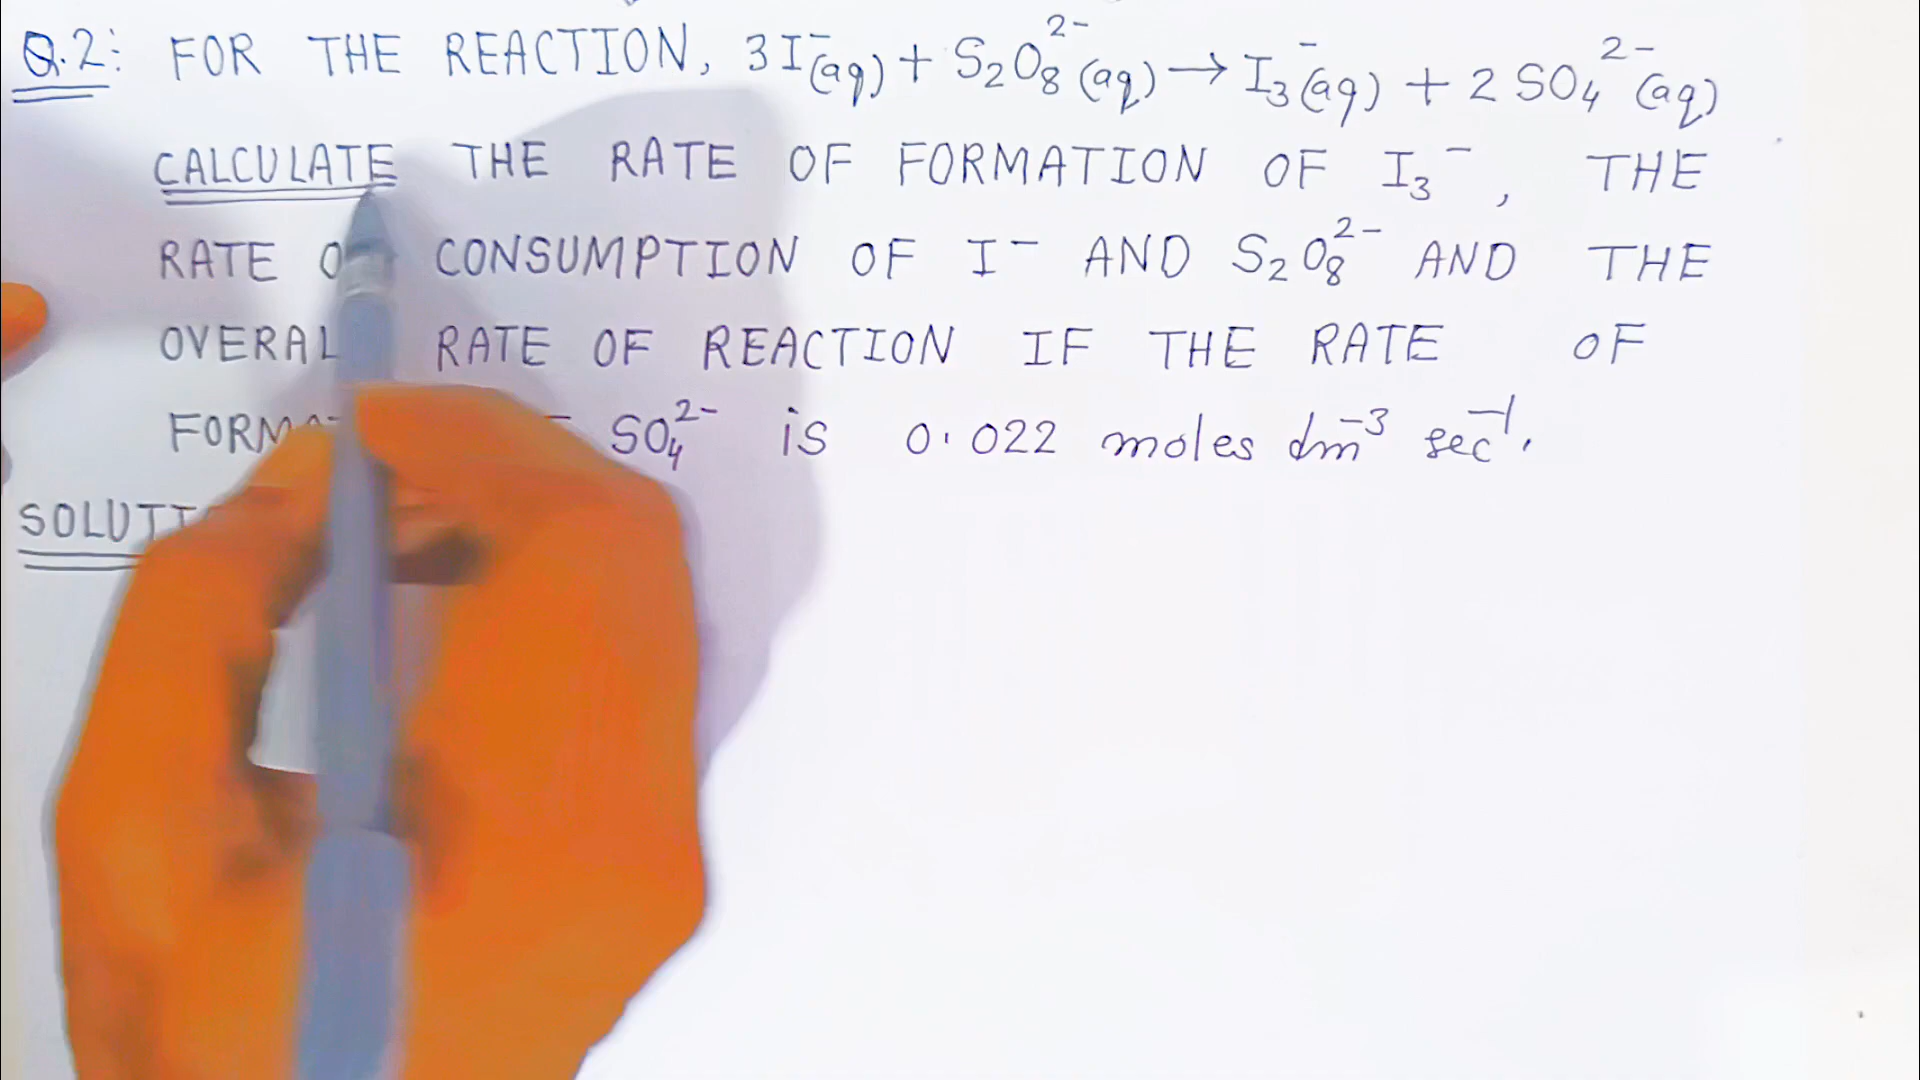 Q.2: FOR THE REACTION, 3I⁻(aq) + S₂O₈²⁻(aq) → I₃⁻(aq) + 2 SO₄²⁻(aq)
CALCULATE THE RATE OF FORMATION OF I₃⁻, THE
RATE CONSUMPTION OF I⁻ AND S₂O₈²⁻ AND THE
RATE OF REACTION IF THE RATE OF
SO₄²⁻ is 0.022 moles dm⁻³ sec⁻¹.